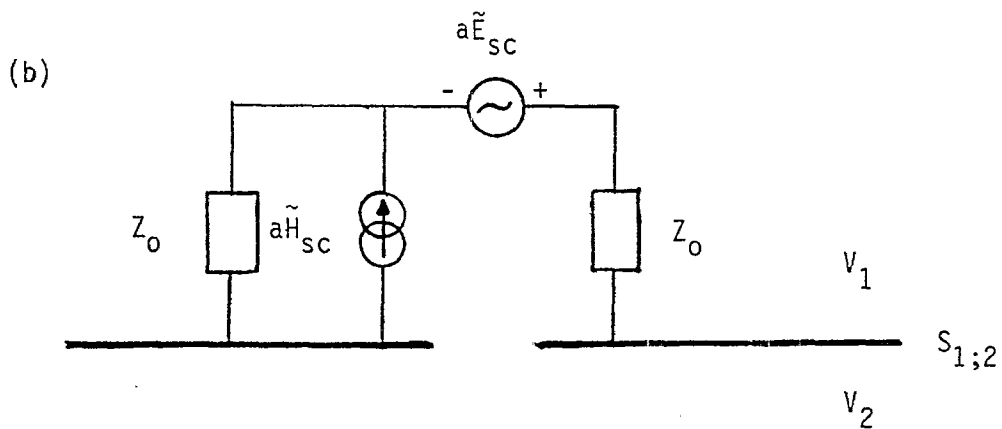 (b)
aẼsc
- +
Zo
aH̃sc
Zo
V1
S1;2
V2